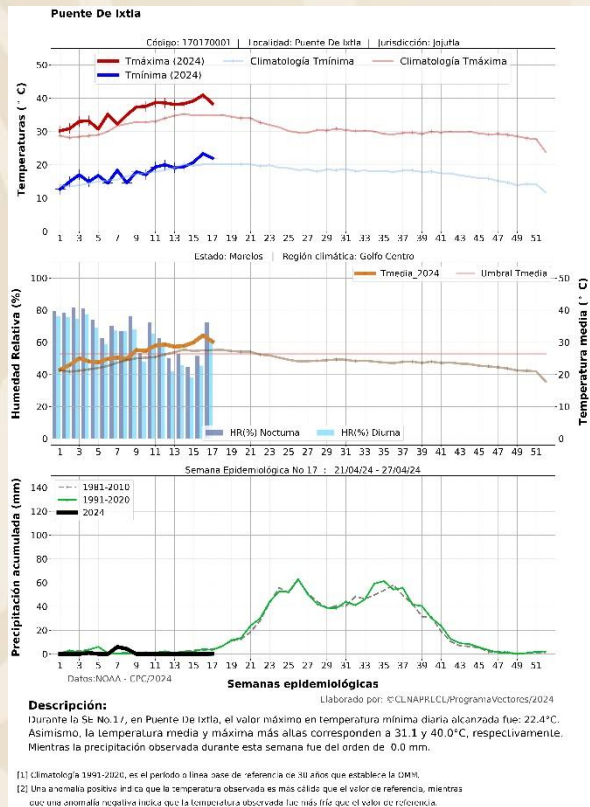 Puente De Ixtla
Código: 170170001 | Localidad: Puente De Ixtla | Jurisdicción: Jojutla
Tmáxima (2024)
Climatología Tmínima
Climatología Tmáxima
Tmínima (2024)
Temperaturas (° C)
50
40
30
20
10
0
1 3 5 7 9 11 13 15 17 19 21 23 25 27 29 31 33 35 37 39 41 43 45 47 49 51
Estado: Morelos | Región climática: Golfo Centro
Tmedia_2024
Umbral Tmedia
Humedad Relativa (%)
100
80
60
40
20
0
Temperatura media (° C)
50
40
30
20
10
0
HR(%) Nocturna
HR(%) Diurna
1 3 5 7 9 11 13 15 17 19 21 23 25 27 29 31 33 35 37 39 41 43 45 47 49 51
Semana Epidemiológica No 17 : 21/04/24 - 27/04/24
1981-2010
1991-2020
2024
Precipitación acumulada (mm)
140
120
100
80
60
40
20
0
1 3 5 7 9 11 13 15 17 19 21 23 25 27 29 31 33 35 37 39 41 43 45 47 49 51
Datos:NOAA - CPC/2024
Semanas epidemiológicas
Elaborado por: ©CENAPRECE/ProgramaVectores/2024
Descripción:
Durante la SE No.17, en Puente De Ixtla, el valor máximo en temperatura mínima diaria alcanzada fue: 22.4°C.
Asimismo, la temperatura media y máxima más altas corresponden a 31.1 y 40.0°C, respectivamente.
Mientras la precipitación observada durante esta semana fue del orden de 0.0 mm.
[1] Climatología 1991-2020, es el período o línea base de referencia de 30 años que establece la OMM.
[2] Una anomalía positiva indica que la temperatura observada es más cálida que el valor de referencia, mientras
que una anomalía negativa indica que la temperatura observada fue más fría que el valor de referencia.